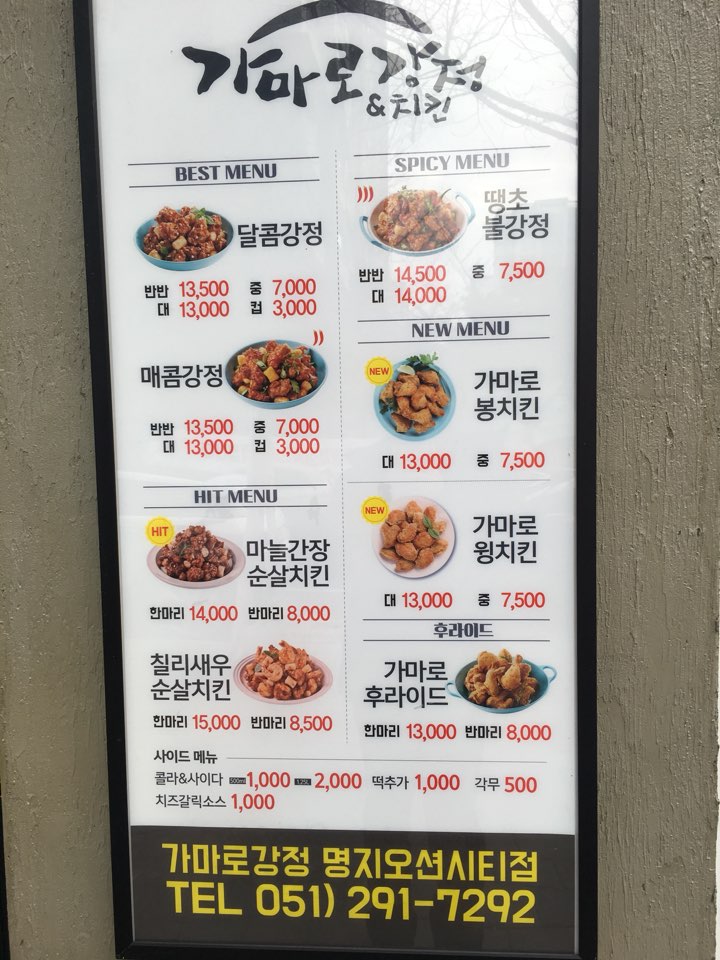 가마로강정
&치킨
BEST MENU
달콤강정
반반 13,500 중 7,000
대 13,000 컵 3,000
매콤강정
반반 13,500 중 7,000
대 13,000 컵 3,000
HIT MENU
HIT
마늘간장
순살치킨
한마리 14,000 반마리 8,000
칠리새우
순살치킨
한마리 15,000 반마리 8,500
SPICY MENU
땡초
불강정
반반 14,500 중 7,500
대 14,000
NEW MENU
NEW
가마로
봉치킨
대 13,000 중 7,500
NEW
가마로
윙치킨
대 13,000 중 7,500
후라이드
가마로
후라이드
한마리 13,000 반마리 8,000
사이드 메뉴
콜라&사이다 500ml 1,000 1.25L 2,000 떡추가 1,000 각무 500
치즈갈릭소스 1,000
가마로강정 명지오션시티점
TEL 051) 291-7292